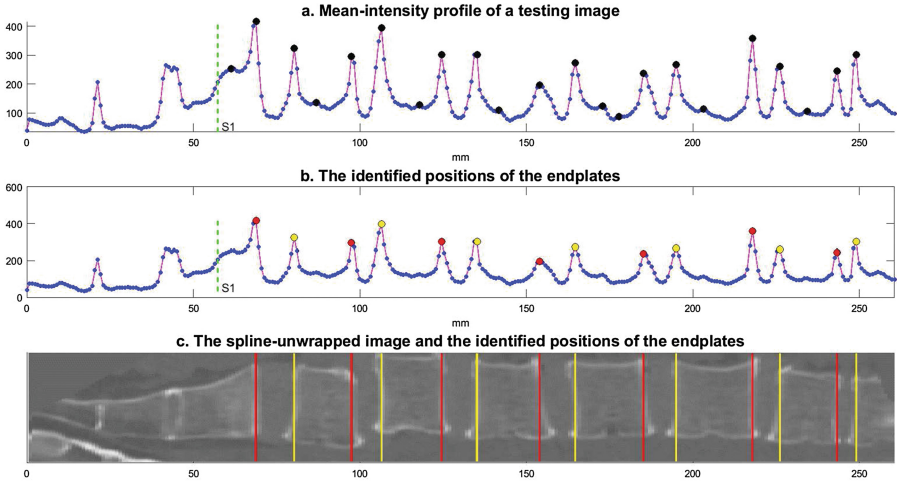 a. Mean-intensity profile of a testing image
400
300
200
100
S1
0 50 100 150 200 250
mm
b. The identified positions of the endplates
600
400
200
0
S1
0 50 100 150 200 250
mm
c. The spline-unwrapped image and the identified positions of the endplates
0 50 100 150 200 250